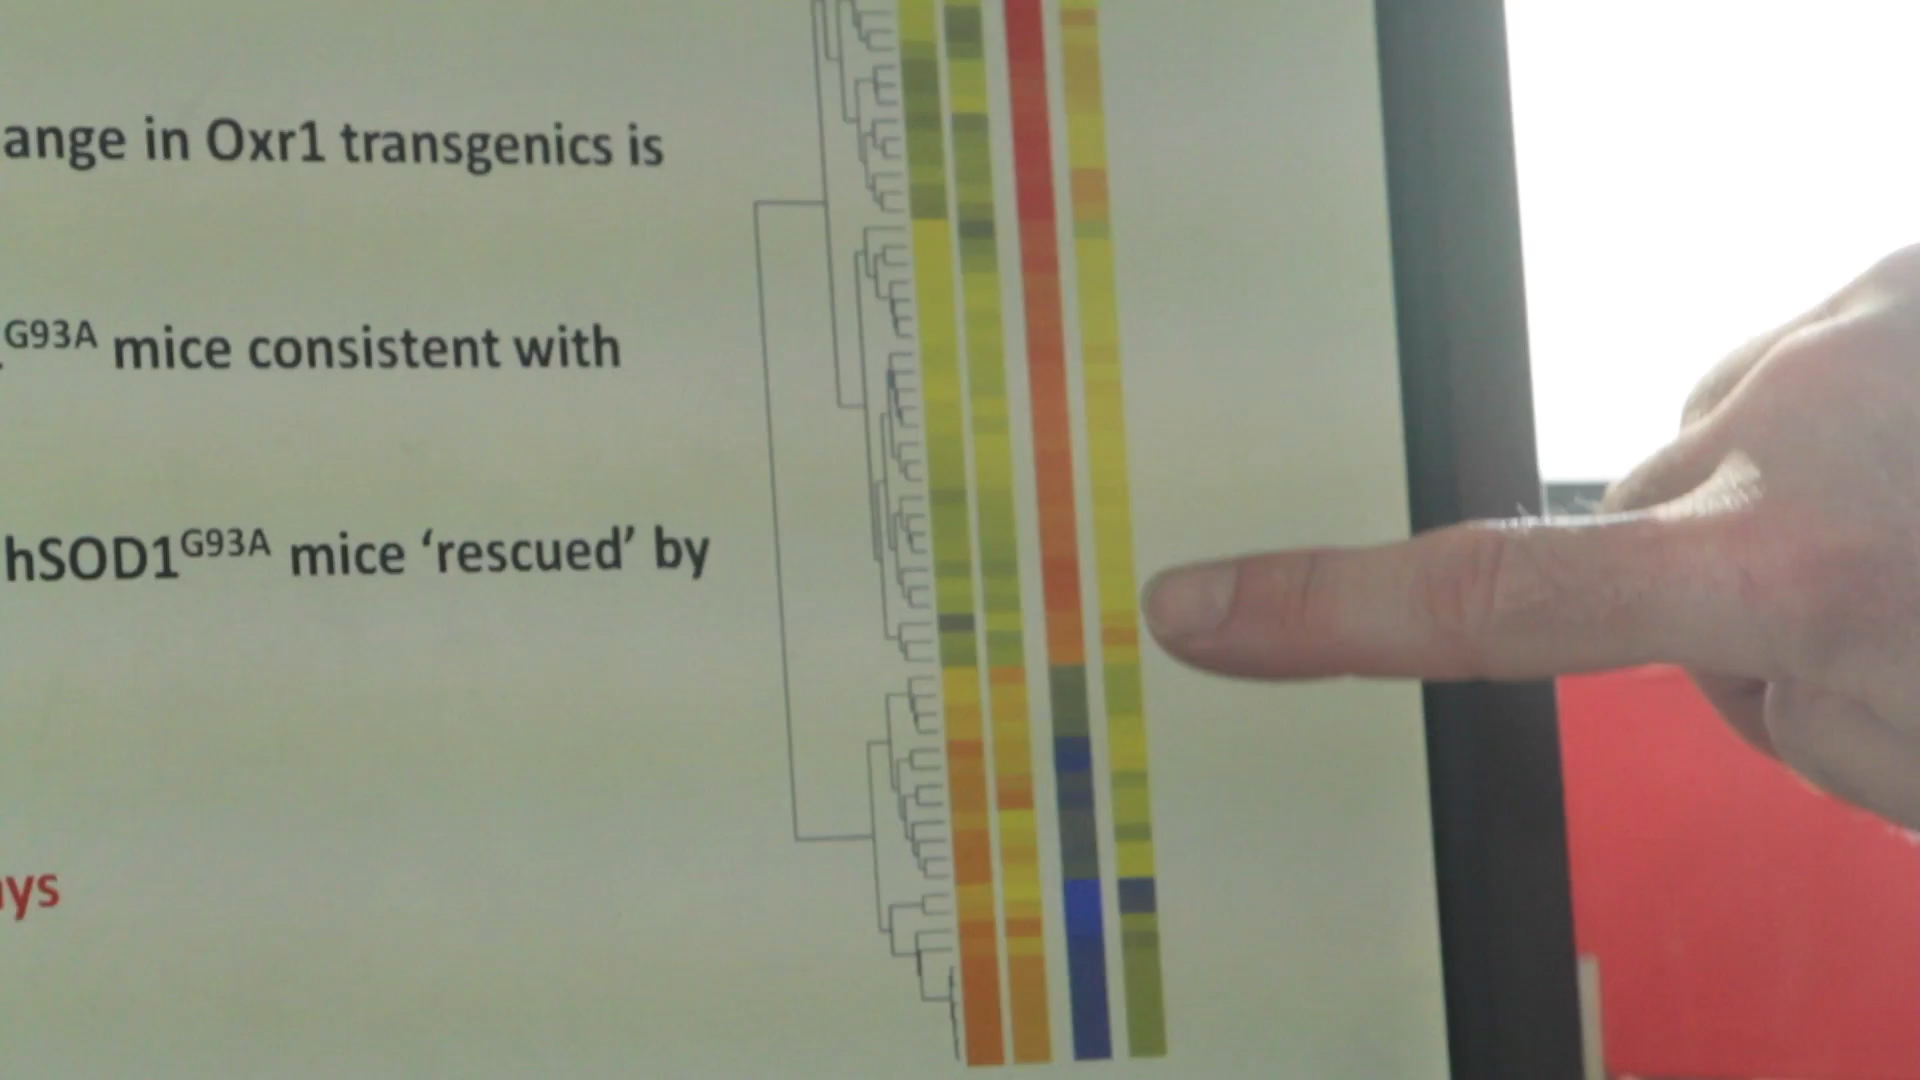 ange in Oxr1 transgenics is
G93A mice consistent with
hSOD1G93A mice ‘rescued’ by
ys